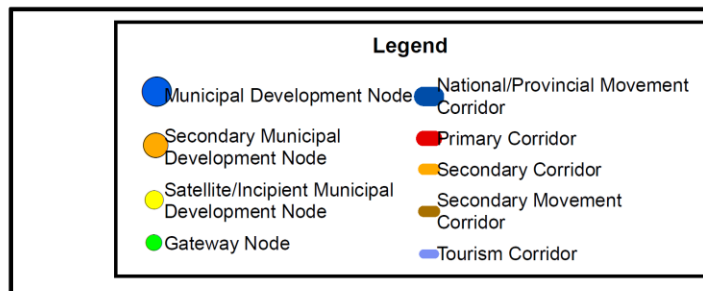 Legend
Municipal Development Node
Secondary Municipal
Development Node
Satellite/Incipient Municipal
Development Node
Gateway Node
National/Provincial Movement
Corridor
Primary Corridor
Secondary Corridor
Secondary Movement
Corridor
Tourism Corridor